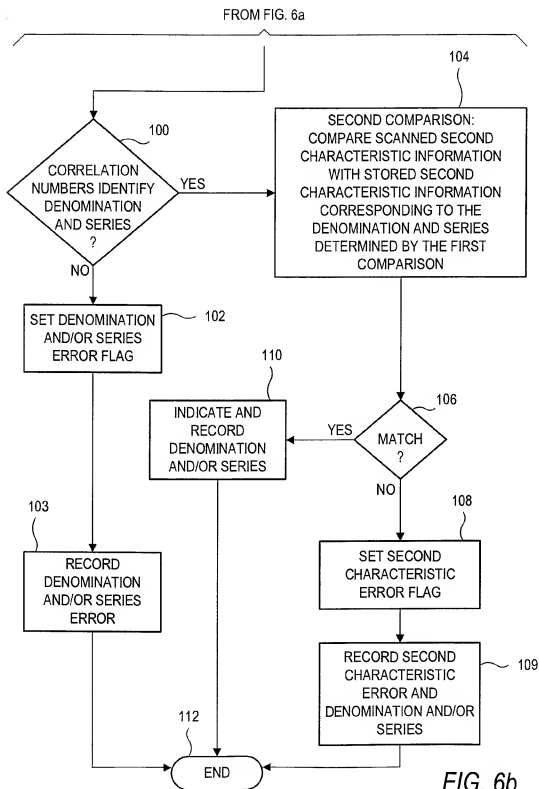 FROM FIG. 6a
100
CORRELATION
NUMBERS IDENTIFY
DENOMINATION
AND SERIES
?
YES
NO
104
SECOND COMPARISON:
COMPARE SCANNED SECOND
CHARACTERISTIC INFORMATION
WITH STORED SECOND
CHARACTERISTIC INFORMATION
CORRESPONDING TO THE
DENOMINATION AND SERIES
DETERMINED BY THE FIRST
COMPARISON
SET DENOMINATION
AND/OR SERIES
ERROR FLAG
102
110
INDICATE AND
RECORD
DENOMINATION
AND/OR SERIES
106
MATCH
?
YES
NO
103
RECORD
DENOMINATION
AND/OR SERIES
ERROR
108
SET SECOND
CHARACTERISTIC
ERROR FLAG
RECORD SECOND
CHARACTERISTIC
ERROR AND
DENOMINATION AND/OR
SERIES
109
112
END
FIG. 6b